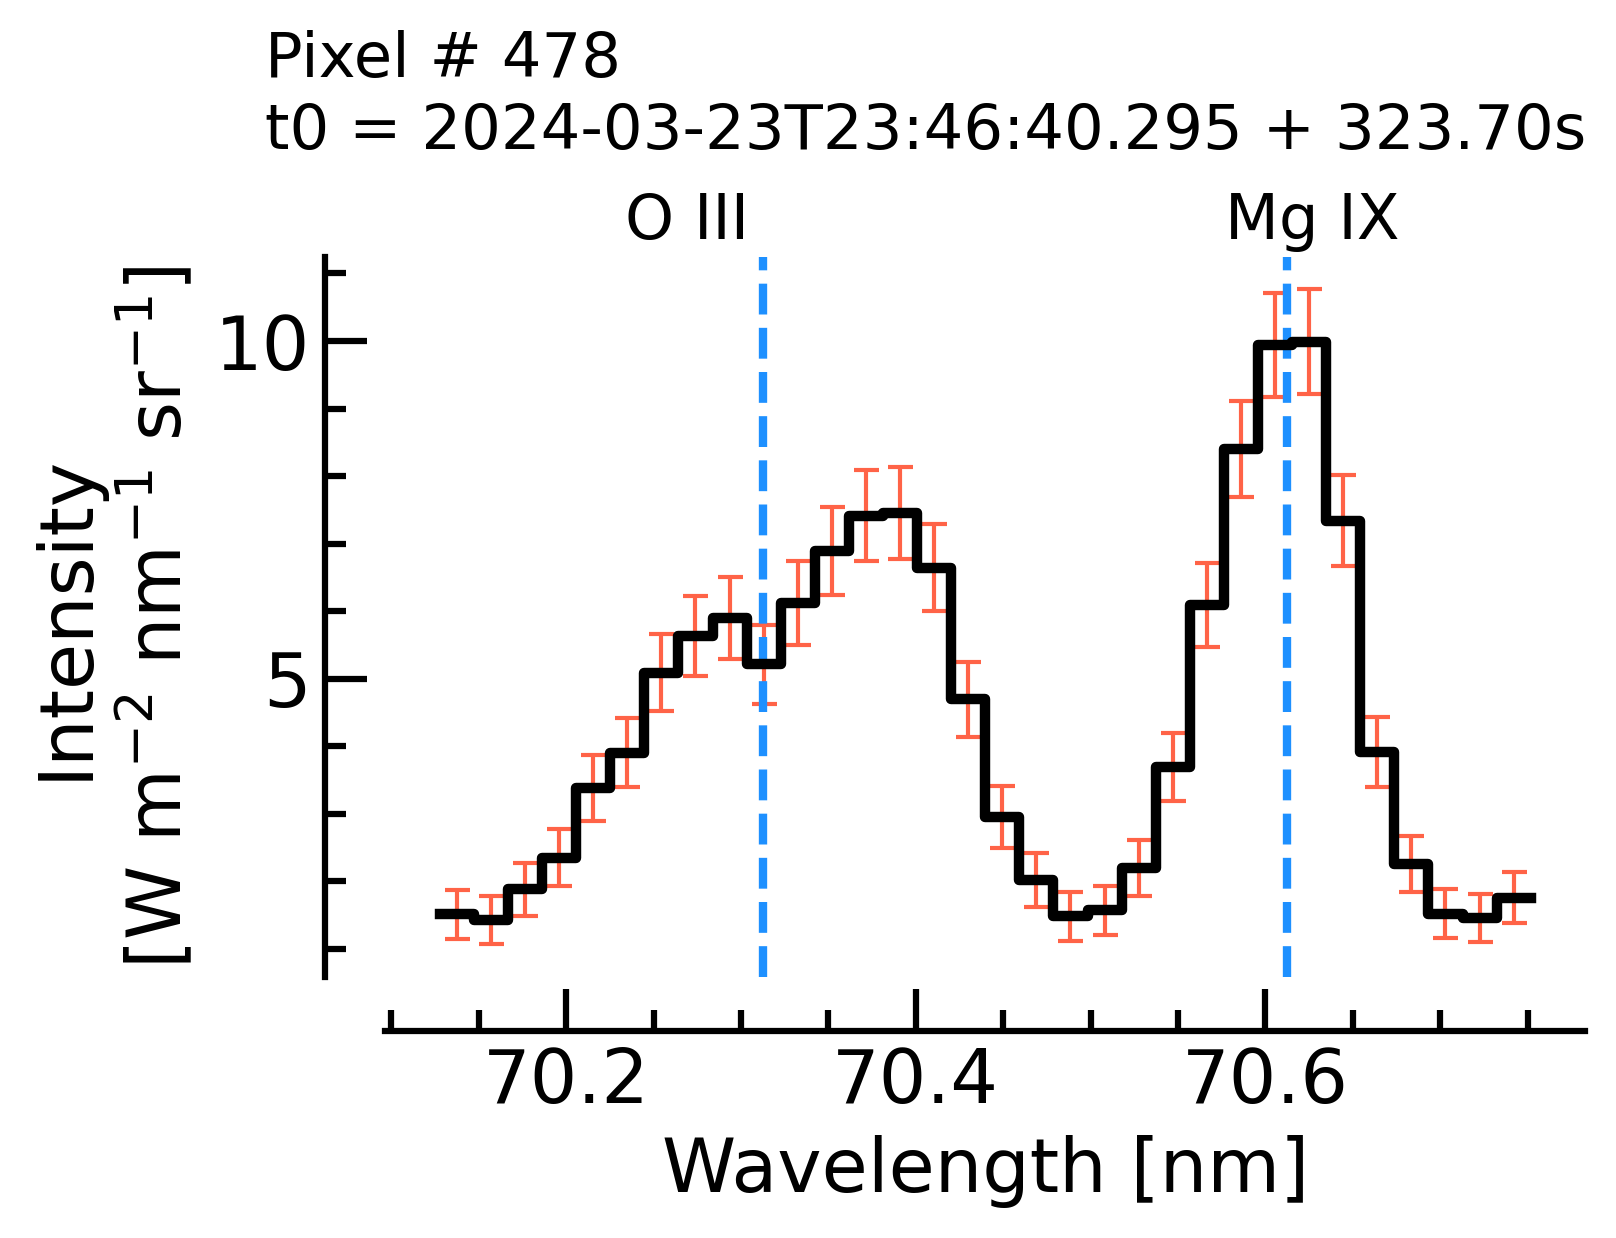 Pixel # 478
t0 = 2024-03-23T23:46:40.295 + 323.70s
O III
Mg IX
Intensity
[W m⁻² nm⁻¹ sr⁻¹]
10
5
70.2
70.4
70.6
Wavelength [nm]